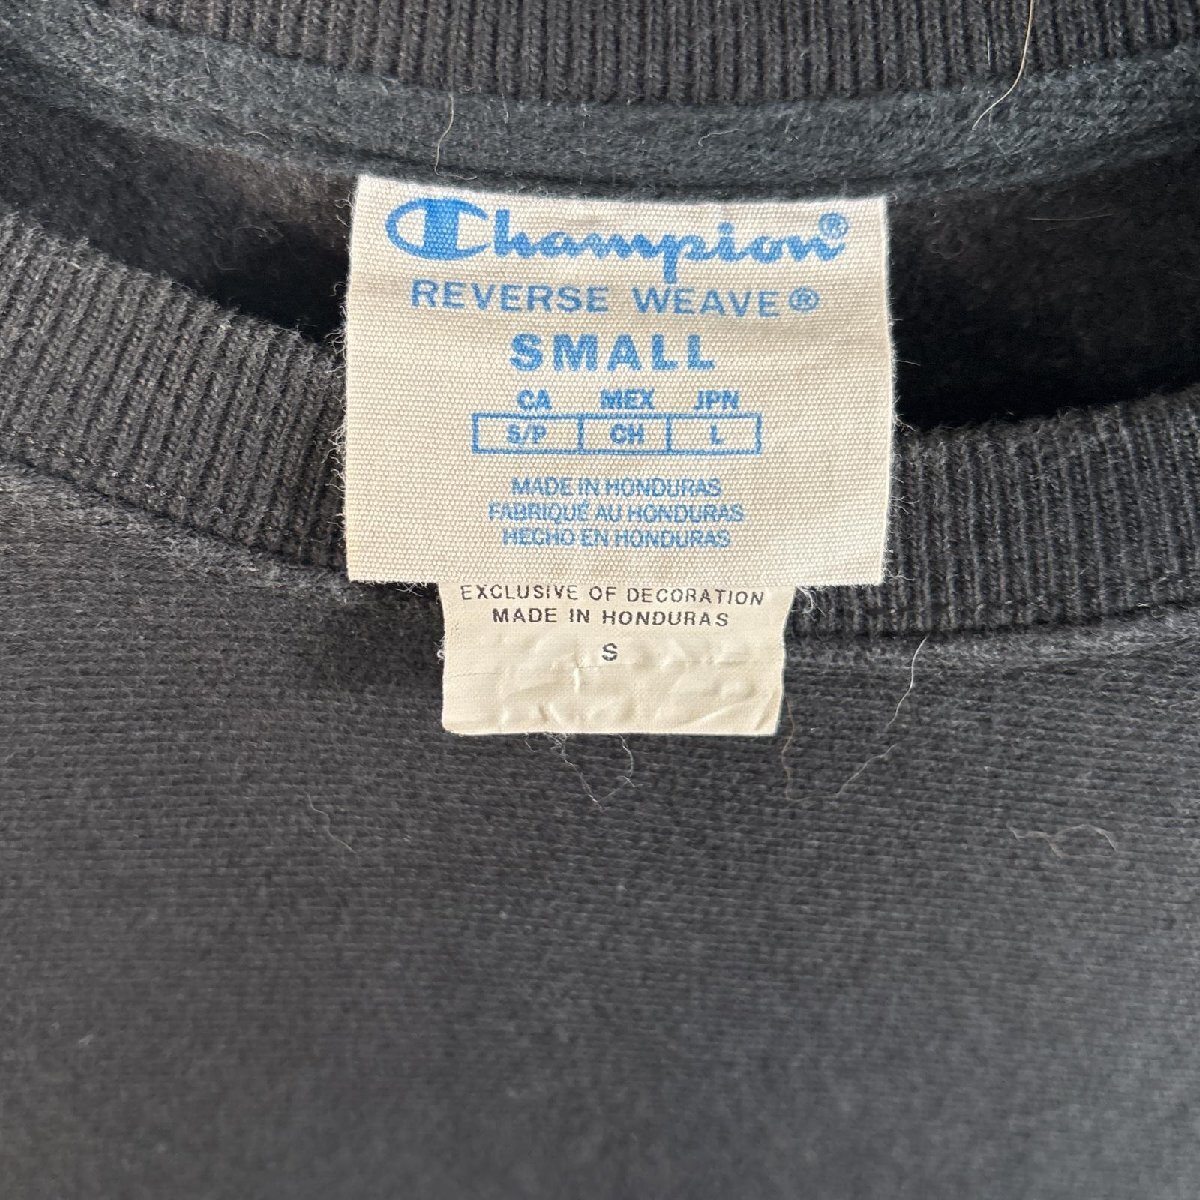 Champion®
REVERSE WEAVE®
SMALL
CA MEX JPN
S/P CH L
MADE IN HONDURAS
FABRIQUÉ AU HONDURAS
HECHO EN HONDURAS
EXCLUSIVE OF DECORATION
MADE IN HONDURAS
S